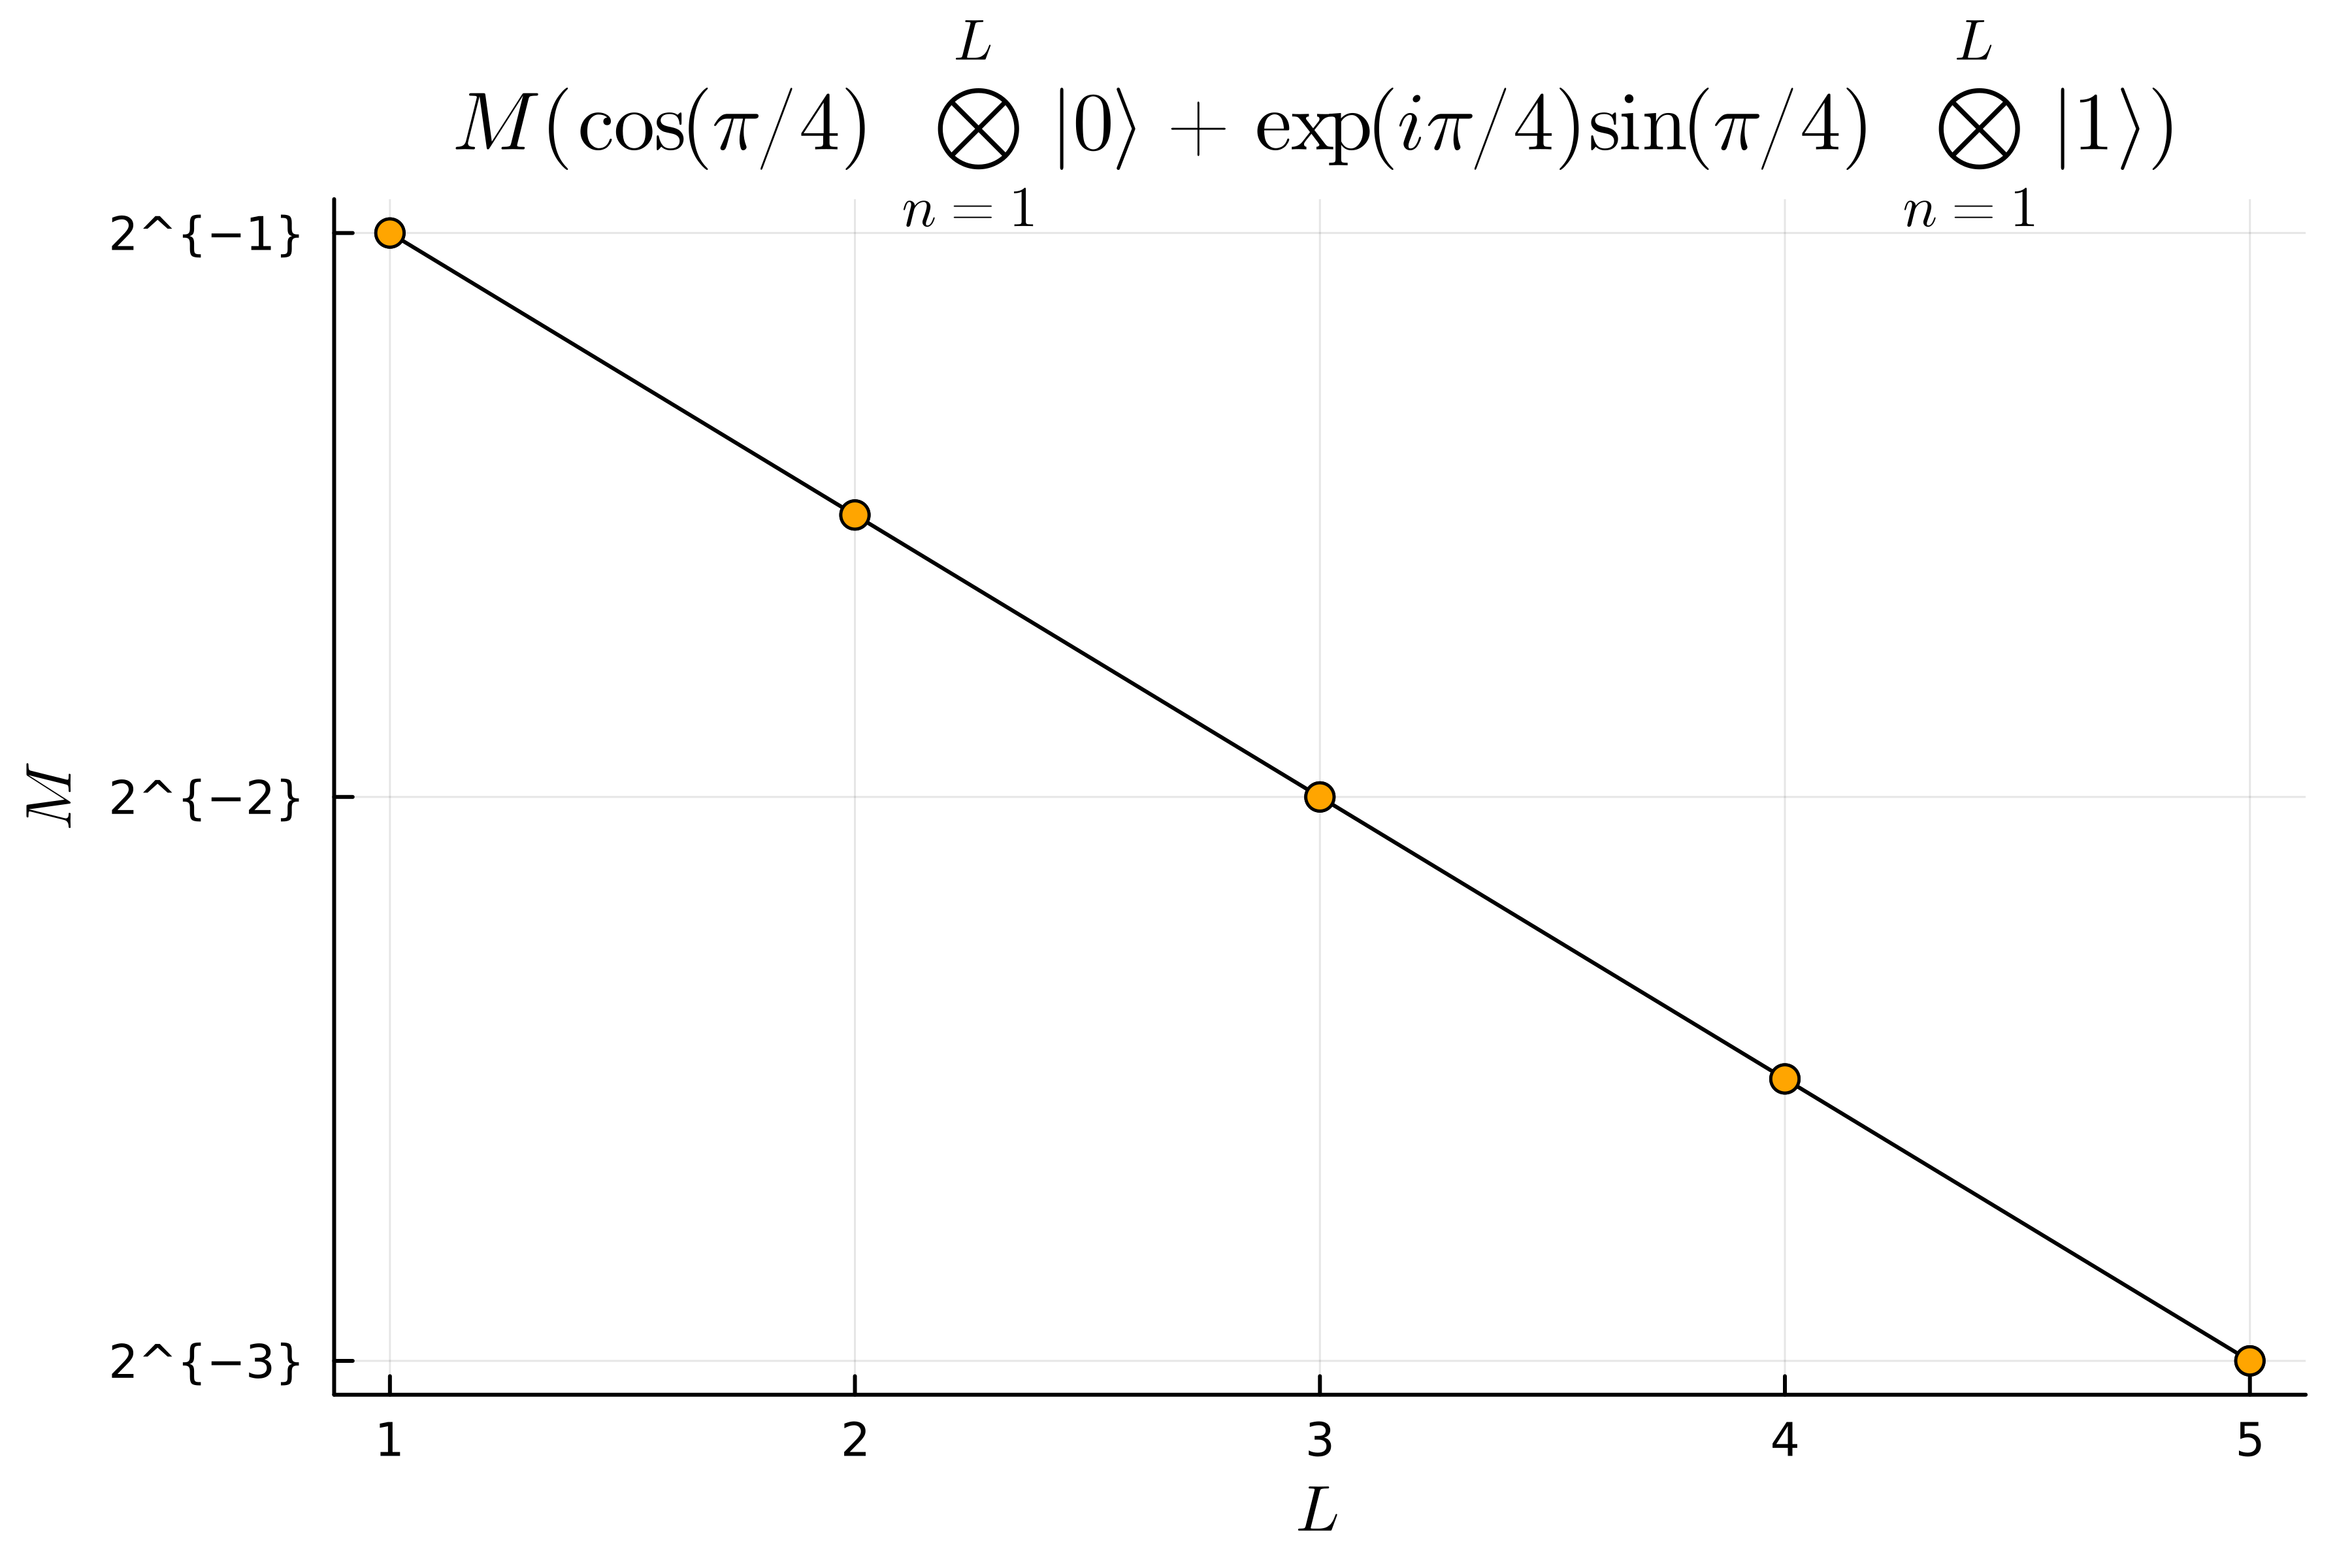 M(cos(π/4) ⨂_{n=1}^{L} |0⟩ + exp(iπ/4)sin(π/4) ⨂_{n=1}^{L} |1⟩)
2^{−1}
2^{−2}
2^{−3}
M
1 2 3 4 5
L